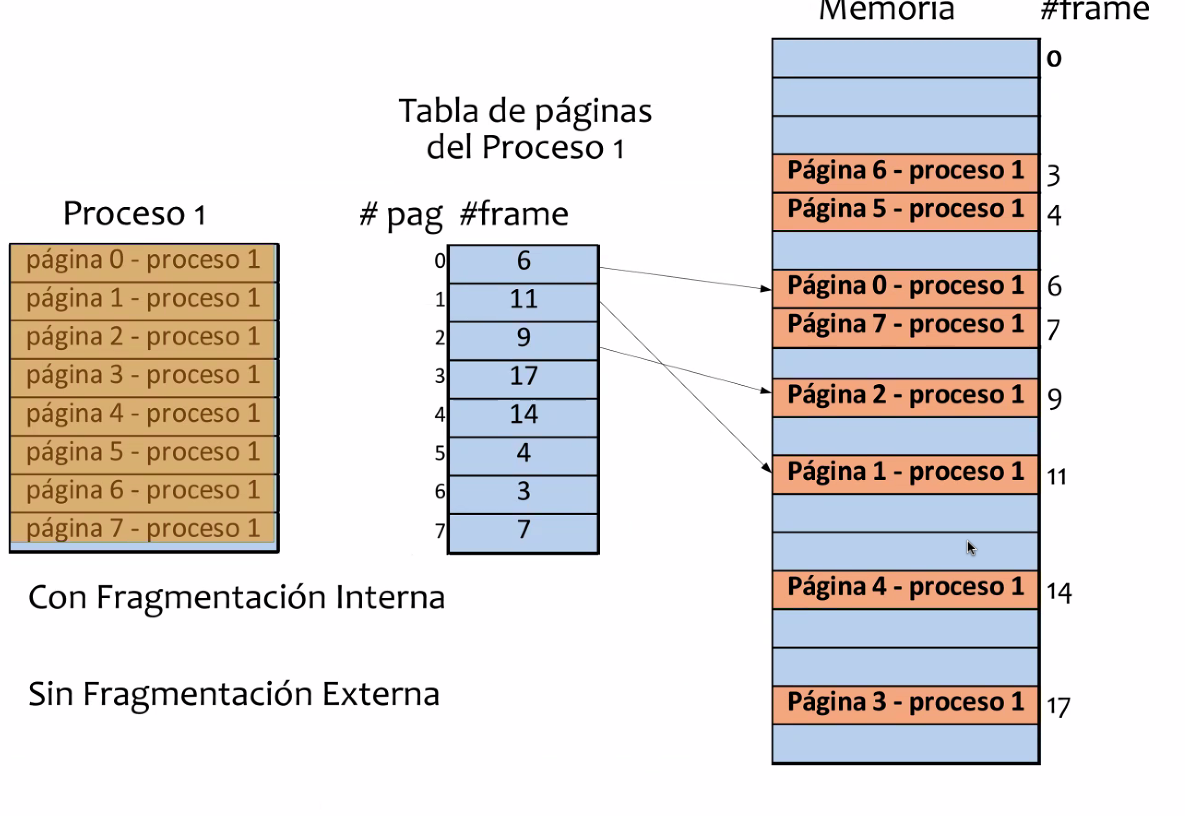 Memoria #frame
0
Tabla de páginas
del Proceso 1
Página 6 - proceso 1 3
Página 5 - proceso 1 4
Proceso 1
# pag #frame
página 0 - proceso 1
página 1 - proceso 1
página 2 - proceso 1
página 3 - proceso 1
página 4 - proceso 1
página 5 - proceso 1
página 6 - proceso 1
página 7 - proceso 1
0 6
1 11
2 9
3 17
4 14
5 4
6 3
7 7
Página 0 - proceso 1 6
Página 7 - proceso 1 7
Página 2 - proceso 1 9
Página 1 - proceso 1 11
Página 4 - proceso 1 14
Página 3 - proceso 1 17
Con Fragmentación Interna
Sin Fragmentación Externa